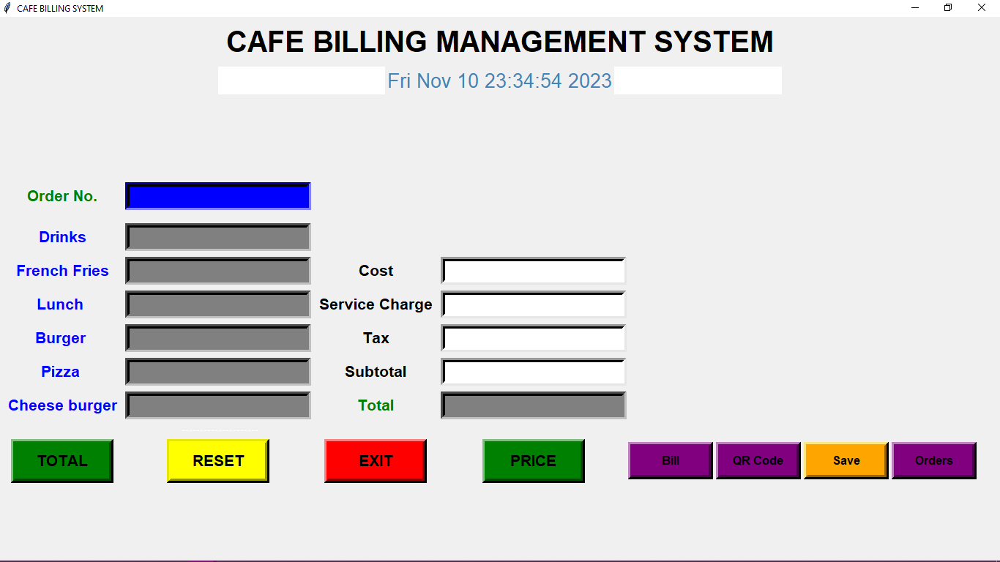 CAFE BILLING SYSTEM
CAFE BILLING MANAGEMENT SYSTEM
Fri Nov 10 23:34:54 2023
Order No.
Drinks
French Fries
Cost
Lunch
Service Charge
Burger
Tax
Pizza
Subtotal
Cheese burger
Total
TOTAL
RESET
EXIT
PRICE
Bill
QR Code
Save
Orders